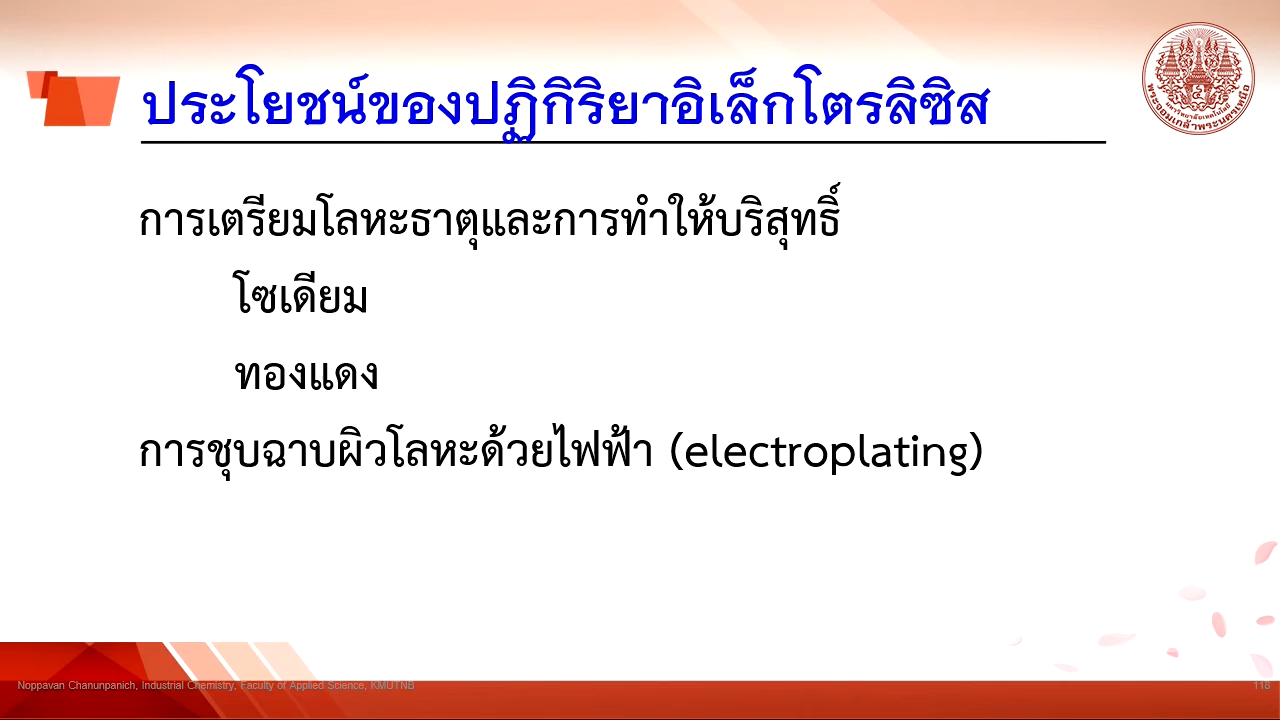 ประโยชน์ของปฏิกิริยาอิเล็กโตรลิซิส
การเตรียมโลหะธาตุและการทำให้บริสุทธิ์
โซเดียม
ทองแดง
การชุบฉาบผิวโลหะด้วยไฟฟ้า (electroplating)
Noppavan Chanunpanich, Industrial Chemistry, Faculty of Applied Science, KMUTNB
118